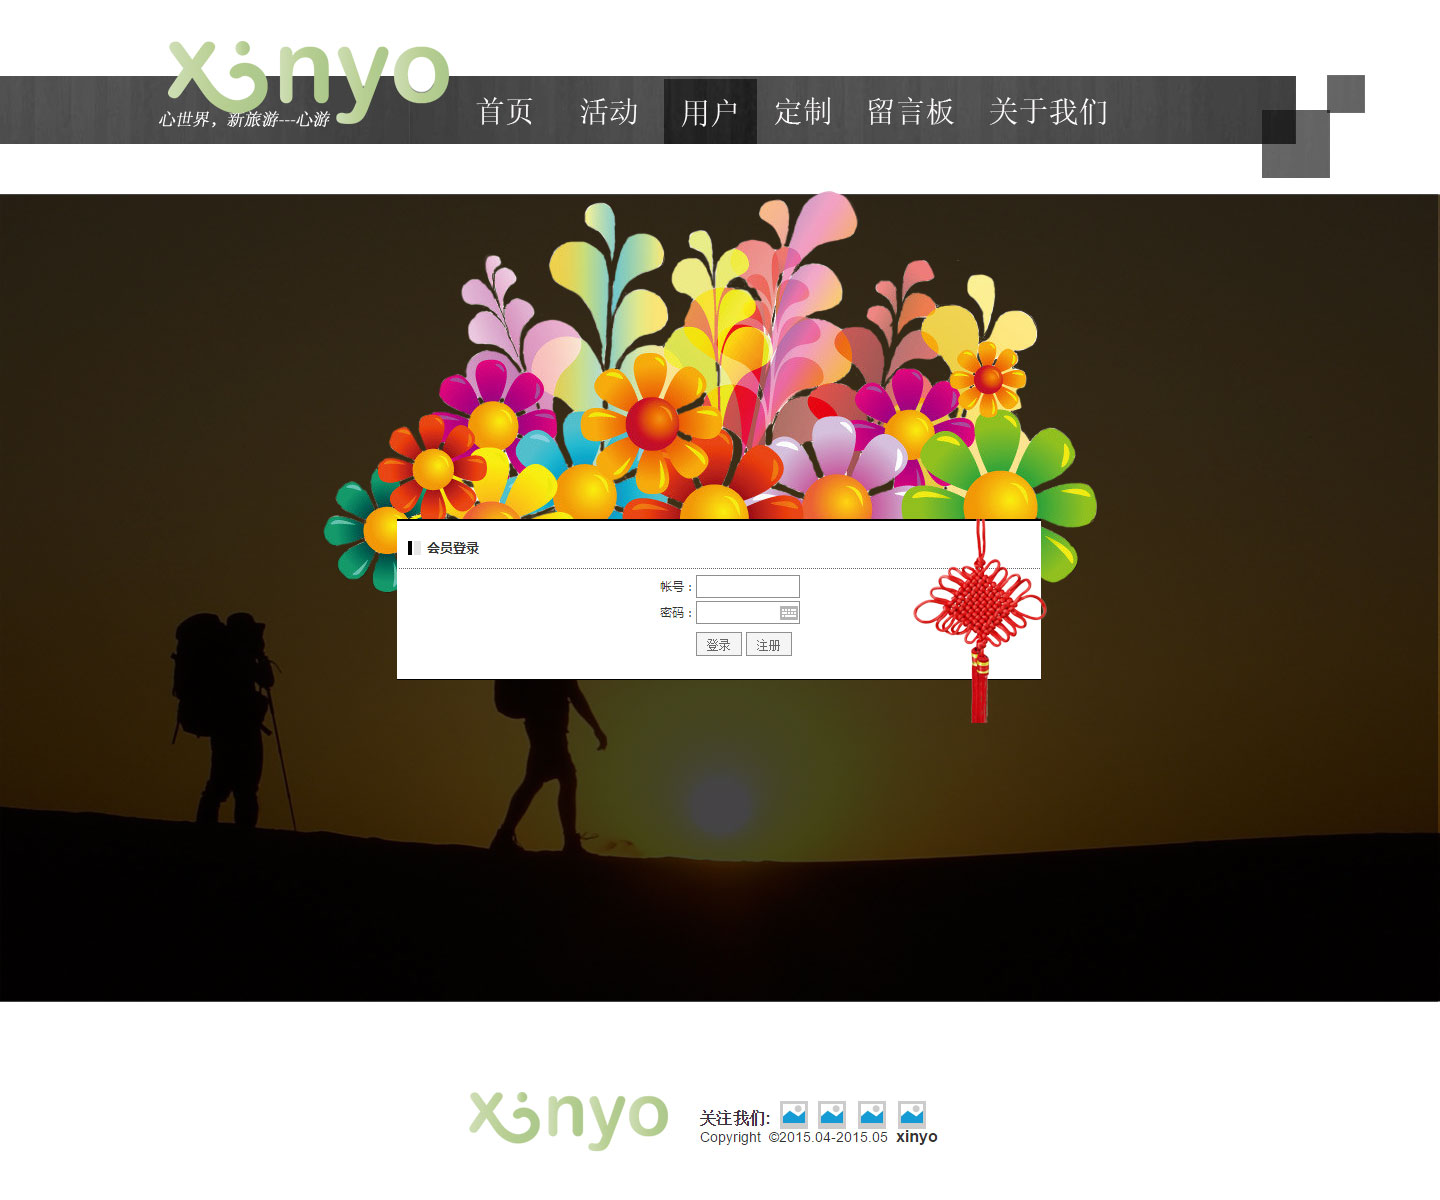 xinyo
心世界，新旅游---心游
首页 活动 用户 定制 留言板 关于我们
会员登录
帐号：
密码：
登录 注册
xinyo
关注我们:
Copyright ©2015.04-2015.05 xinyo